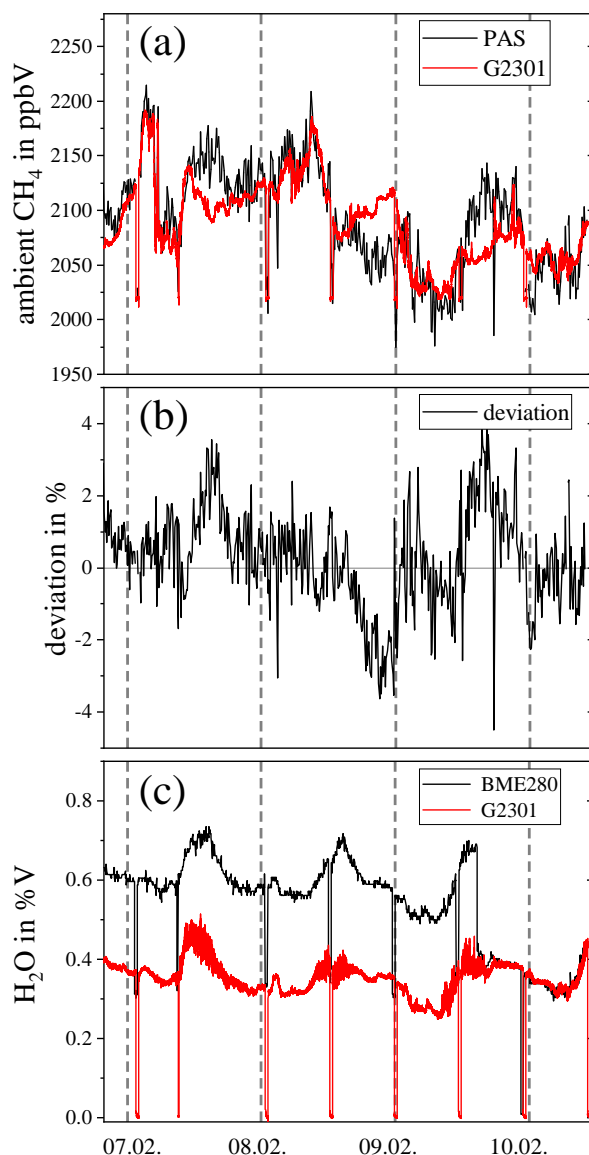 (a)
PAS
G2301
2250
2200
2150
2100
2050
2000
1950
ambient CH₄ in ppbV
(b)
deviation
4
2
0
-2
-4
deviation in %
(c)
BME280
G2301
0.8
0.6
0.4
0.2
0.0
H₂O in %V
07.02.
08.02.
09.02.
10.02.